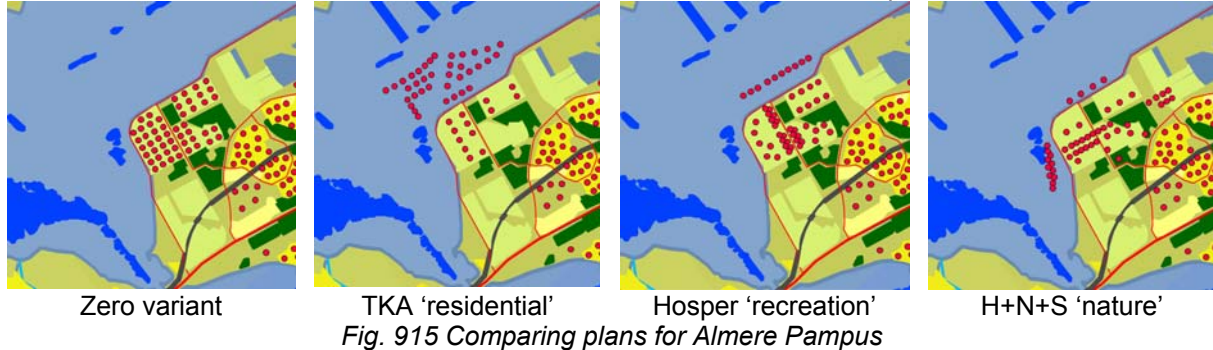 Zero variant TKA ‘residential’ Hosper ‘recreation’ H+N+S ‘nature’
Fig. 915 Comparing plans for Almere Pampus